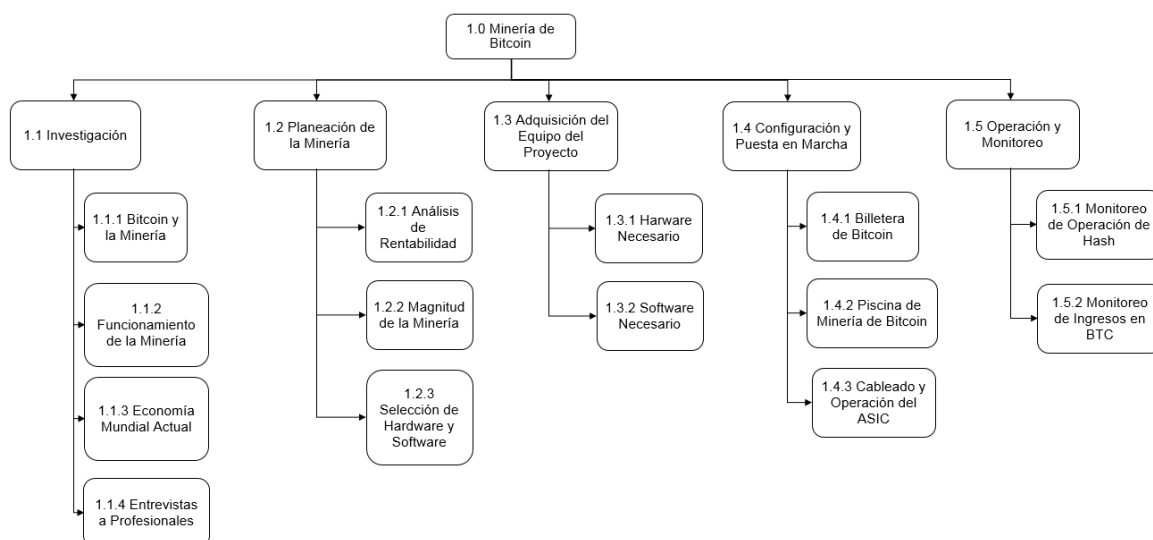 1.0 Minería de
Bitcoin
1.1 Investigación
1.2 Planeación de
la Minería
1.3 Adquisición del
Equipo del
Proyecto
1.4 Configuración y
Puesta en Marcha
1.5 Operación y
Monitoreo
1.1.1 Bitcoin y
la Minería
1.1.2
Funcionamiento
de la Minería
1.1.3 Economía
Mundial Actual
1.1.4 Entrevistas
a Profesionales
1.2.1 Análisis
de
Rentabilidad
1.2.2 Magnitud
de la Minería
1.2.3
Selección de
Hardware y
Software
1.3.1 Harware
Necesario
1.3.2 Software
Necesario
1.4.1 Billetera
de Bitcoin
1.4.2 Piscina de
Minería de Bitcoin
1.4.3 Cableado y
Operación del
ASIC
1.5.1 Monitoreo
de Operación de
Hash
1.5.2 Monitoreo
de Ingresos en
BTC